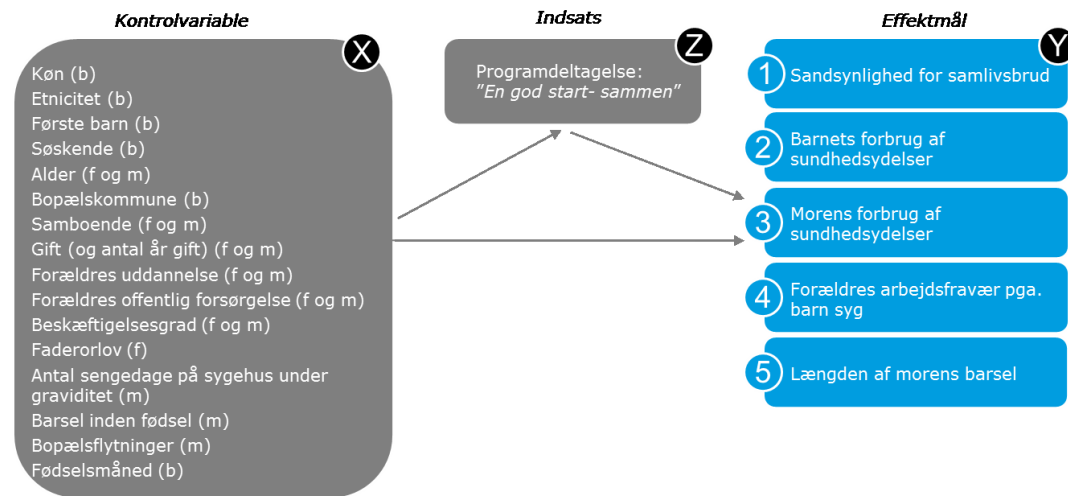 Kontrolvariable
X
Køn (b)
Etnicitet (b)
Første barn (b)
Søskende (b)
Alder (f og m)
Bopælskommune (b)
Samboende (f og m)
Gift (og antal år gift) (f og m)
Forældres uddannelse (f og m)
Forældres offentlig forsørgelse (f og m)
Beskæftigelsesgrad (f og m)
Faderorlov (f)
Antal sengedage på sygehus under
graviditet (m)
Barsel inden fødsel (m)
Bopælsflytninger (m)
Fødselsmåned (b)
Indsats
Z
Programdeltagelse:
”En god start- sammen”
Effektmål
Y
1 Sandsynlighed for samlivsbrud
2 Barnets forbrug af
sundhedsydelser
3 Morens forbrug af
sundhedsydelser
4 Forældres arbejdsfravær pga.
barn syg
5 Længden af morens barsel